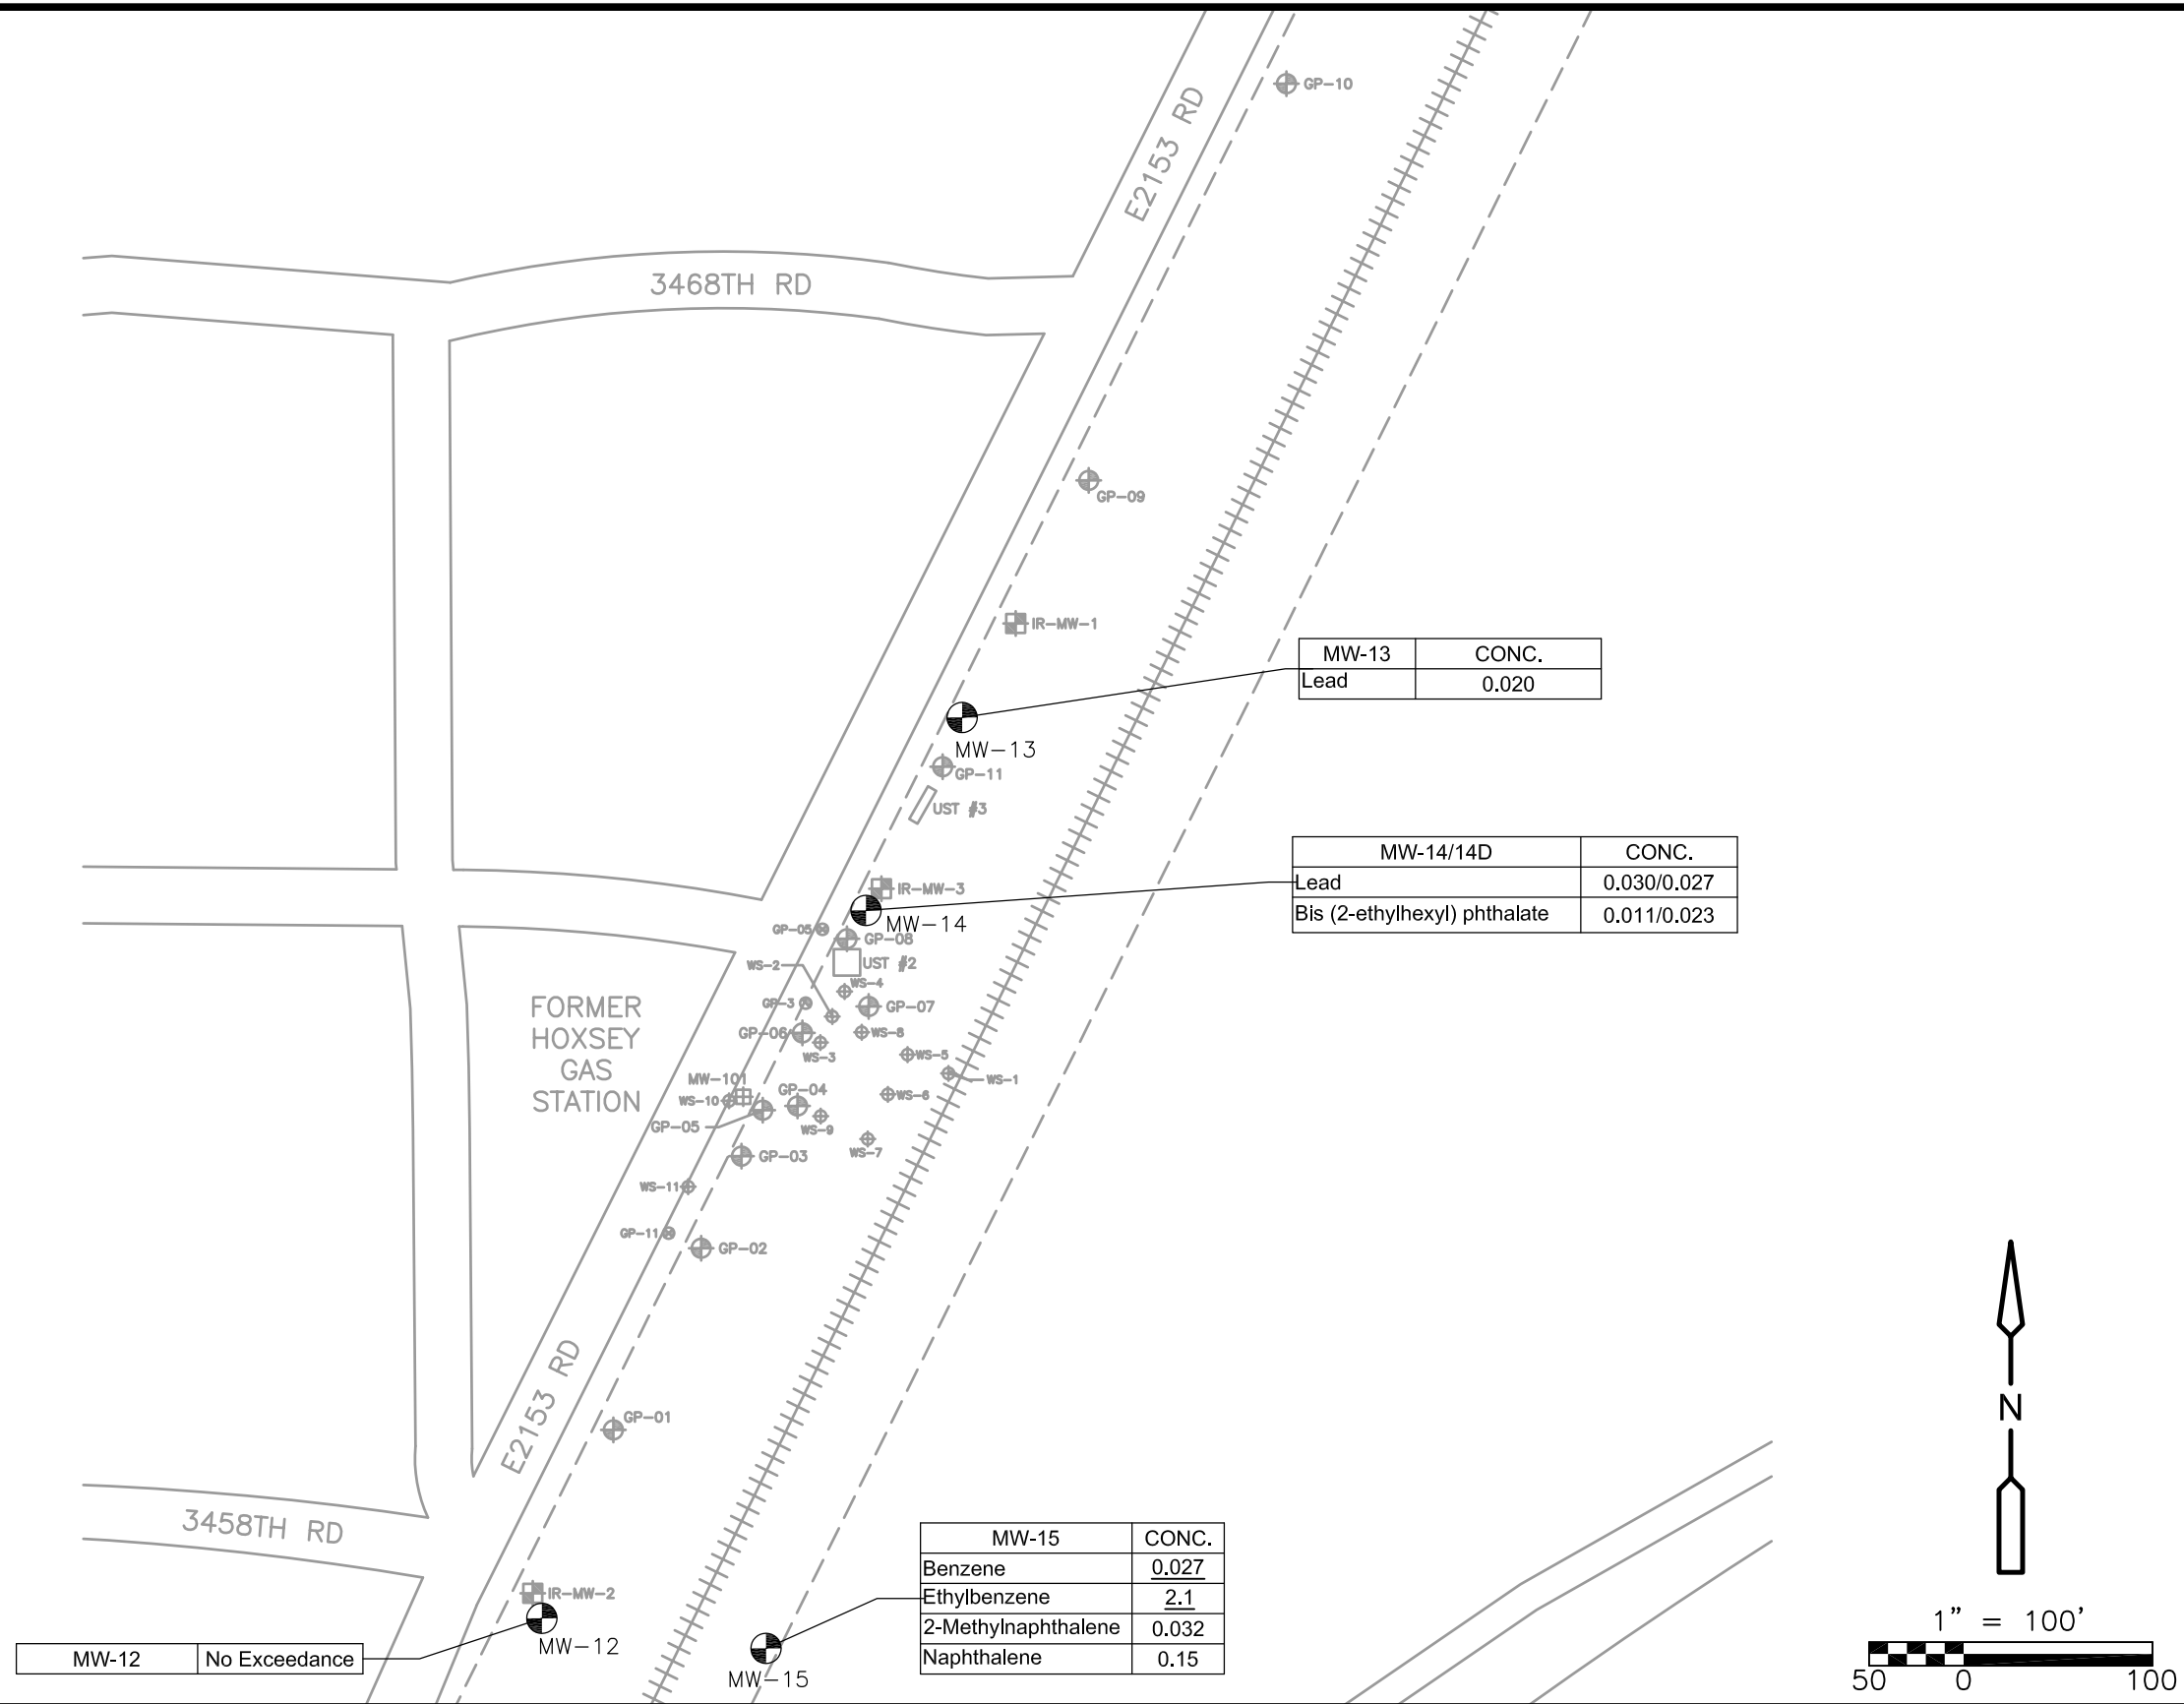 GP-10
E2153 RD
3468TH RD
GP-09
IR-MW-1
MW-13 CONC.
Lead 0.020
MW-13
GP-11
UST #3
MW-14/14D CONC.
Lead 0.030/0.027
Bis (2-ethylhexyl) phthalate 0.011/0.023
IR-MW-3
MW-14
GP-05
GP-08
WS-2
UST #2
WS-4
GP-3
GP-07
FORMER
HOXSEY
GAS
STATION
GP-06
WS-8
WS-3
WS-5
MW-101
WS-1
GP-04
WS-10
WS-6
GP-05
WS-9
WS-7
GP-03
WS-11
GP-11
GP-02
E2153 RD
GP-01
N
3458TH RD
MW-15 CONC.
Benzene 0.027
Ethylbenzene 2.1
2-Methylnaphthalene 0.032
Naphthalene 0.15
IR-MW-2
MW-12
MW-12 No Exceedance
MW-15
1" = 100'
50 0 100